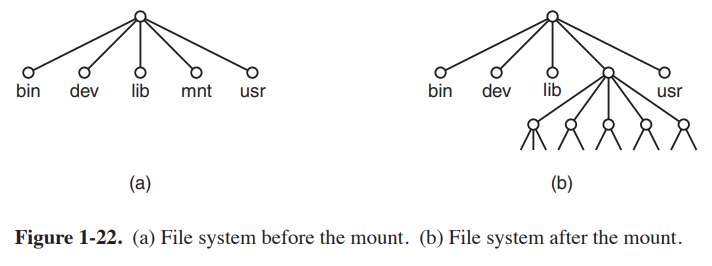 bin dev lib mnt usr
bin dev lib usr
(a)
(b)
Figure 1-22. (a) File system before the mount. (b) File system after the mount.